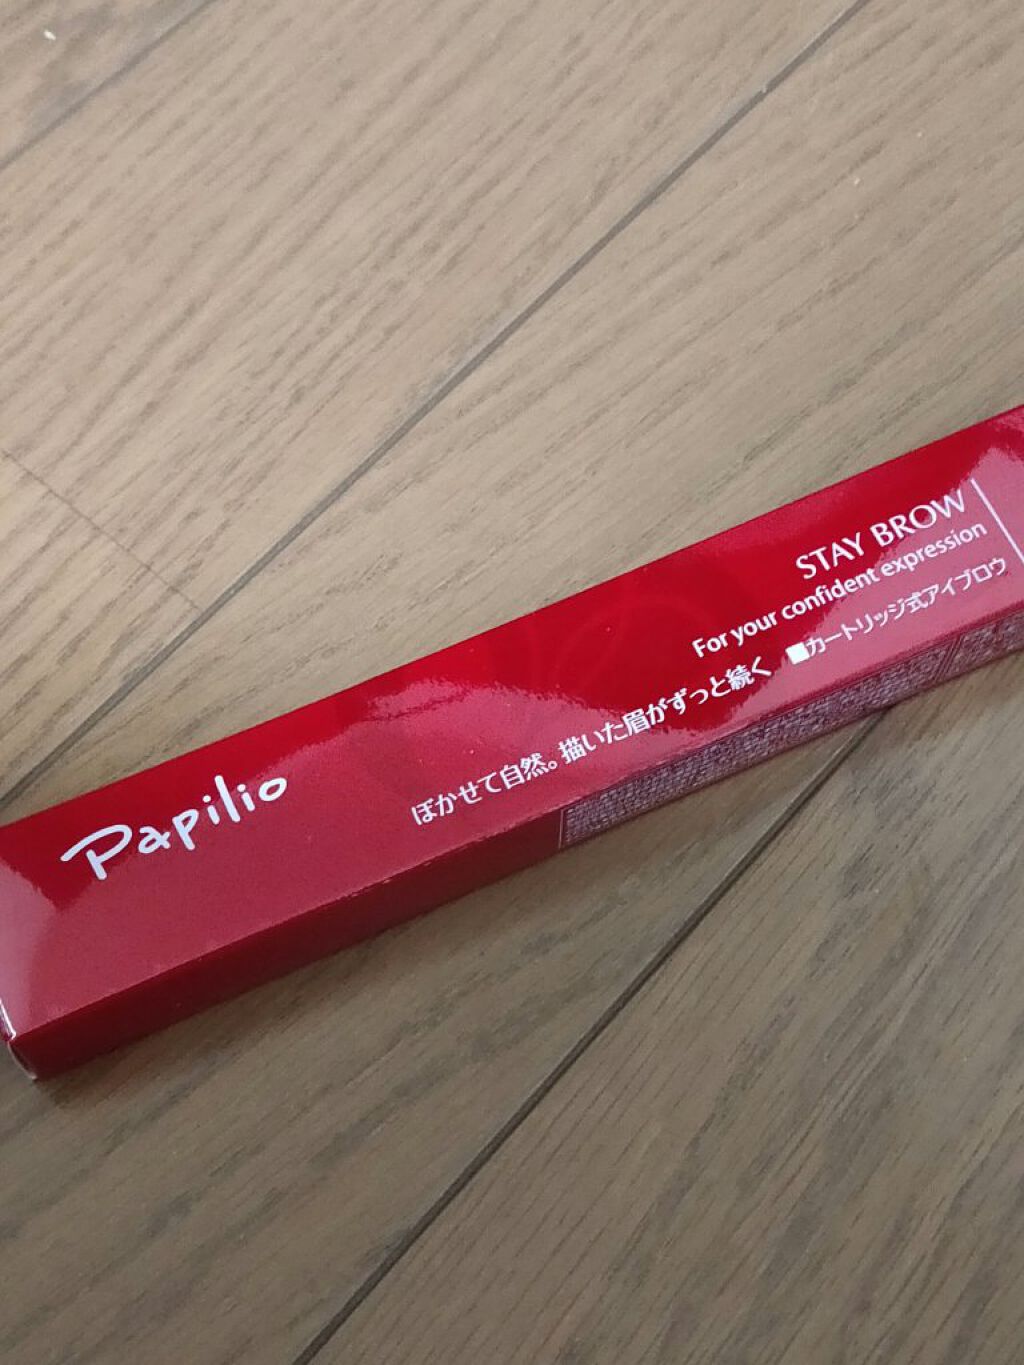 Papilio
STAY BROW
For your confident expression
ぼかせて自然。描いた眉がずっと続く
■カートリッジ式アイブロウ